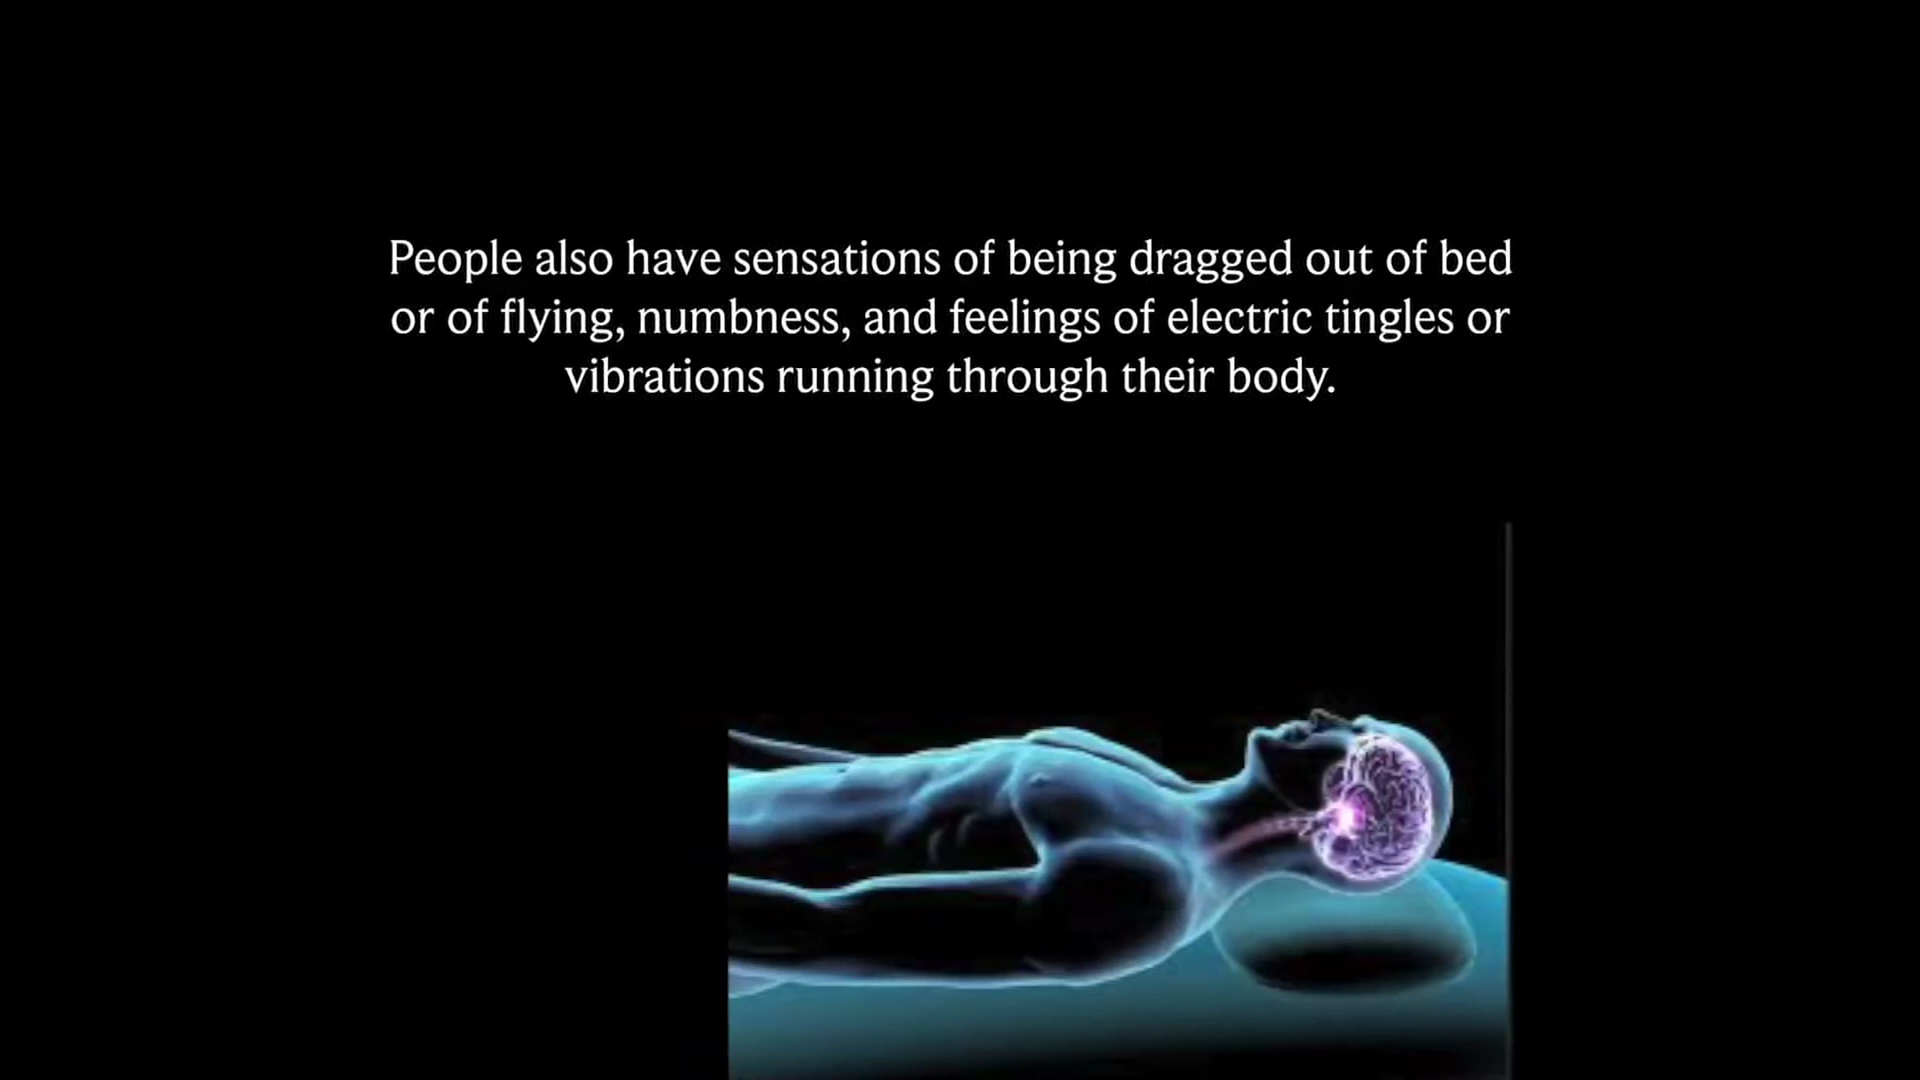 People also have sensations of being dragged out of bed
or of flying, numbness, and feelings of electric tingles or
vibrations running through their body.